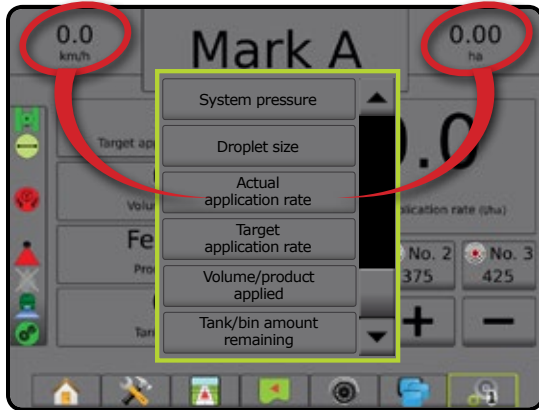 0.0
km/h
Mark A
0.00
ha
System pressure
Droplet size
Actual
application rate
Target
application rate
Volume/product
applied
Tank/bin amount
remaining
Target app
Volu
Fe
Pro
Tan
.0
plication rate (l/ha)
No. 2
375
No. 3
425
+
−
1